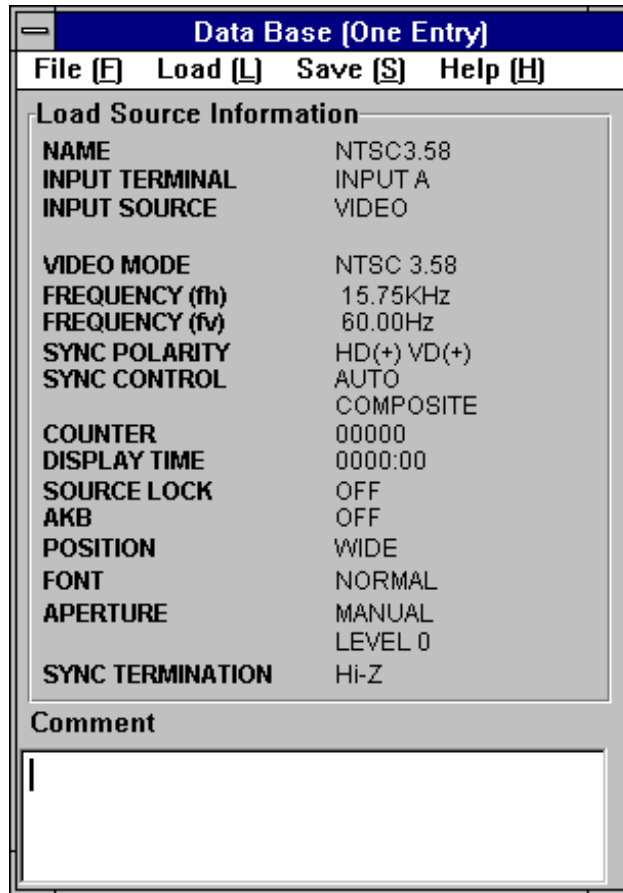 Data Base (One Entry)
File (F) Load (L) Save (S) Help (H)
Load Source Information
NAME NTSC3.58
INPUT TERMINAL INPUT A
INPUT SOURCE VIDEO
VIDEO MODE NTSC 3.58
FREQUENCY (fh) 15.75KHz
FREQUENCY (fv) 60.00Hz
SYNC POLARITY HD(+) VD(+)
SYNC CONTROL AUTO
COMPOSITE
COUNTER 00000
DISPLAY TIME 0000:00
SOURCE LOCK OFF
AKB OFF
POSITION WIDE
FONT NORMAL
APERTURE MANUAL
LEVEL 0
SYNC TERMINATION Hi-Z
Comment